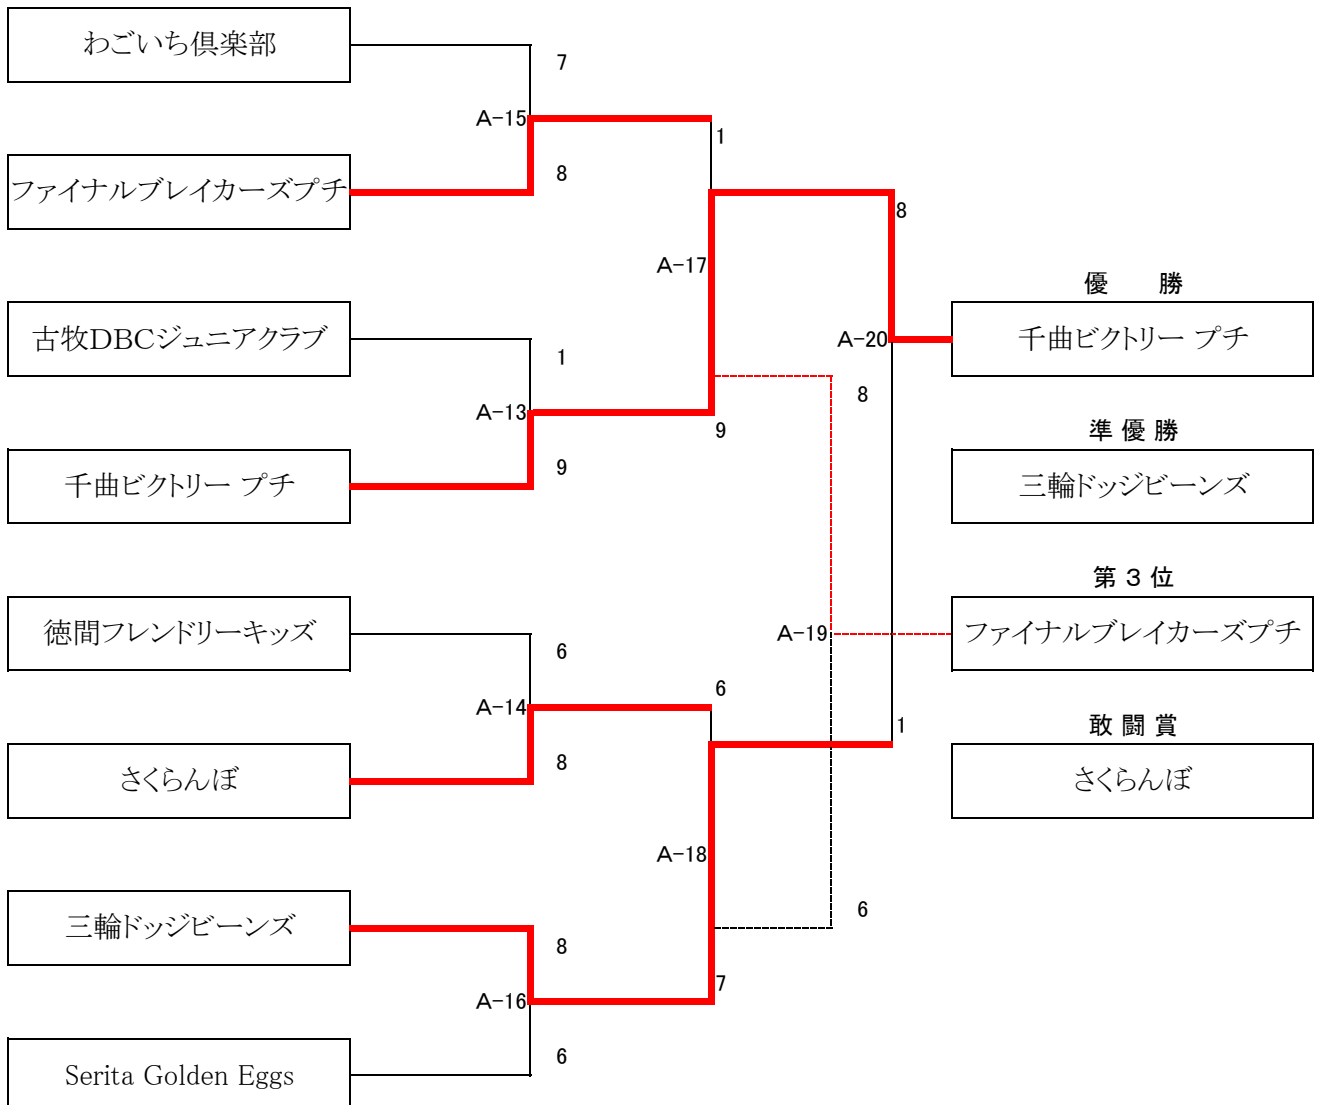 わごいち倶楽部
7
A-15
1
ファイナルブレイカーズプチ
8
8
A-17
優　勝
古牧DBCジュニアクラブ
1
A-20
千曲ビクトリー プチ
8
A-13
9
準 優 勝
千曲ビクトリー プチ
9
三輪ドッジビーンズ
第 3 位
徳間フレンドリーキッズ
6
A-19
ファイナルブレイカーズプチ
6
A-14
1
敢 闘 賞
さくらんぼ
8
さくらんぼ
A-18
6
三輪ドッジビーンズ
8
7
A-16
6
Serita Golden Eggs